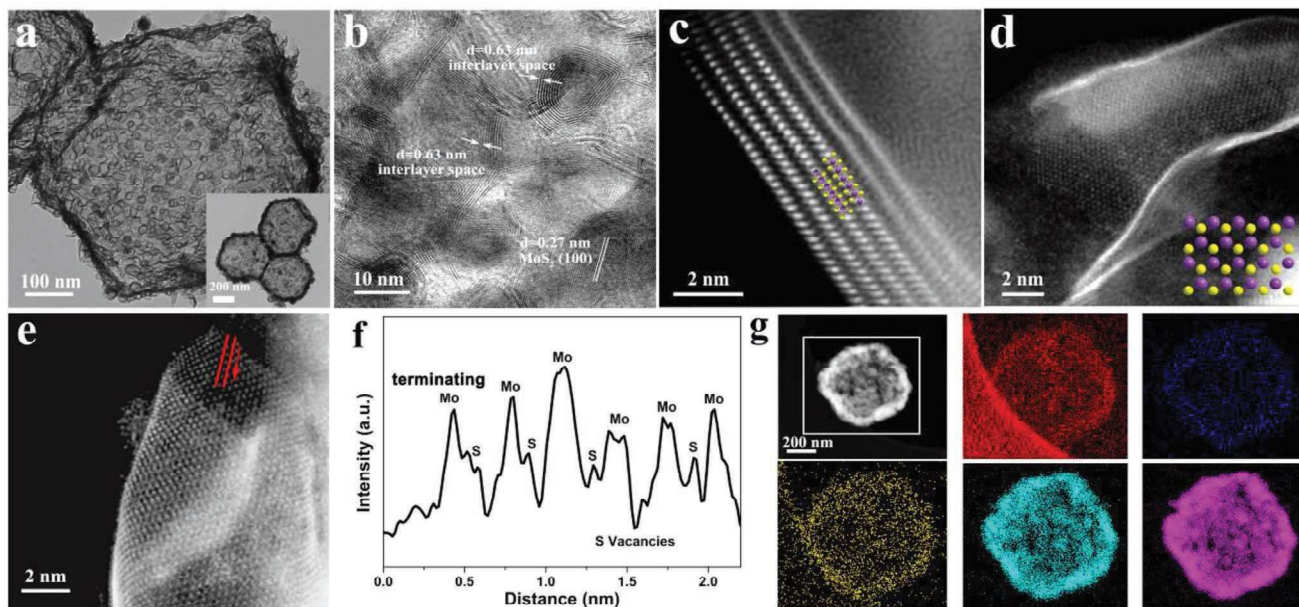 a
100 nm
200 nm
b
d=0.63 nm
interlayer space
d=0.63 nm
interlayer space
d=0.27 nm
MoS₂ (100)
10 nm
c
2 nm
d
2 nm
e
2 nm
f
Intensity (a.u.)
terminating
Mo
S
Mo
S
Mo
S
Mo
Mo
S
Mo
S Vacancies
0.0 0.5 1.0 1.5 2.0
Distance (nm)
g
200 nm